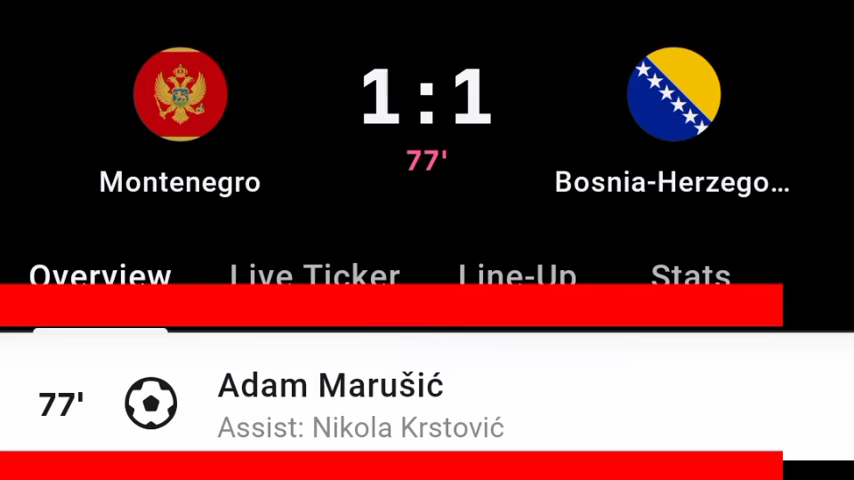 1:1
77'
Montenegro
Bosnia-Herzego...
Overview Live Ticker Line-Up Stats
77' Adam Marušić
Assist: Nikola Krstović